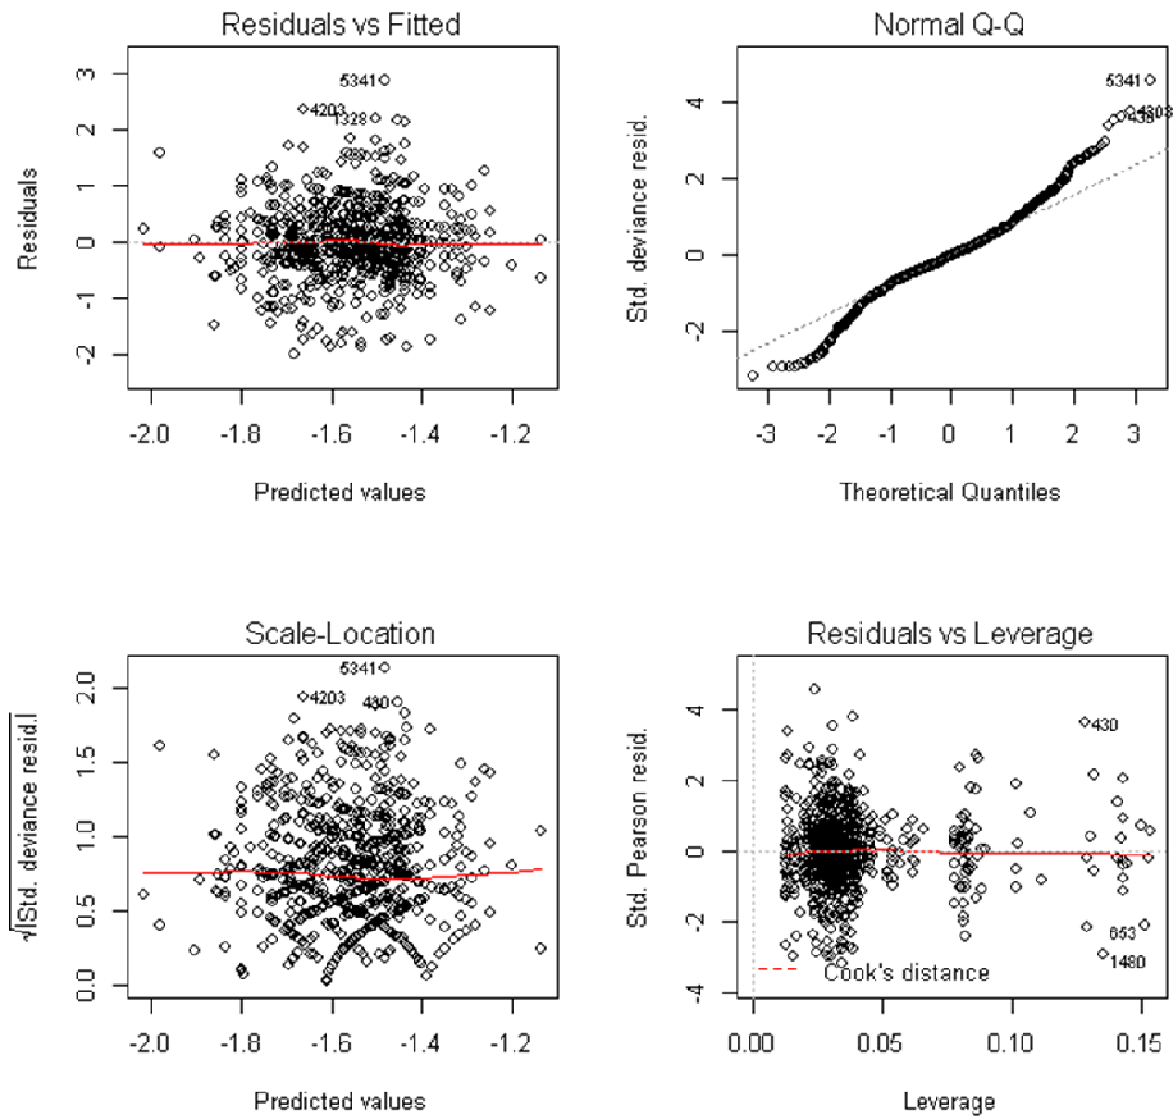 Residuals vs Fitted
Residuals
3
2
1
0
-1
-2
5341
4203
1328
-2.0 -1.8 -1.6 -1.4 -1.2
Predicted values
Normal Q-Q
Std. deviance resid.
4
2
0
-2
5341
-3 -2 -1 0 1 2 3
Theoretical Quantiles
Scale-Location
√|Std. deviance resid.|
2.0
1.5
1.0
0.5
0.0
5341
4203
430
-2.0 -1.8 -1.6 -1.4 -1.2
Predicted values
Residuals vs Leverage
Std. Pearson resid.
4
2
0
-2
-4
430
653
1480
Cook's distance
0.00 0.05 0.10 0.15
Leverage